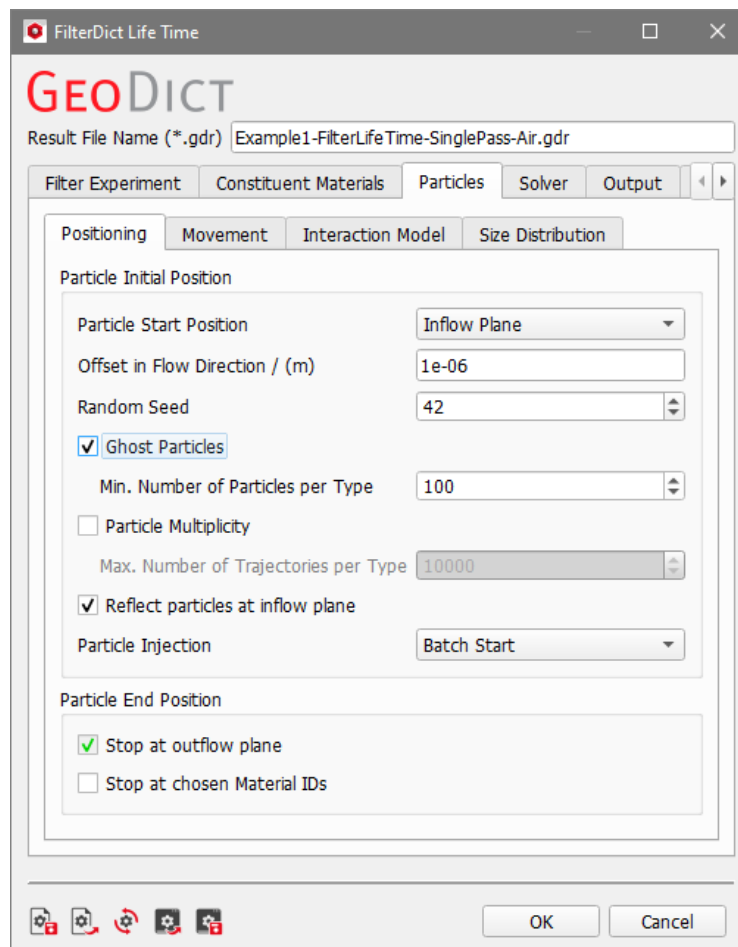 FilterDict Life Time
GEODICT
Result File Name (*.gdr) Example1-FilterLifeTime-SinglePass-Air.gdr
Filter Experiment Constituent Materials Particles Solver Output
Positioning Movement Interaction Model Size Distribution
Particle Initial Position
Particle Start Position Inflow Plane
Offset in Flow Direction / (m) 1e-06
Random Seed 42
Ghost Particles
Min. Number of Particles per Type 100
Particle Multiplicity
Max. Number of Trajectories per Type 10000
Reflect particles at inflow plane
Particle Injection Batch Start
Particle End Position
Stop at outflow plane
Stop at chosen Material IDs
OK Cancel